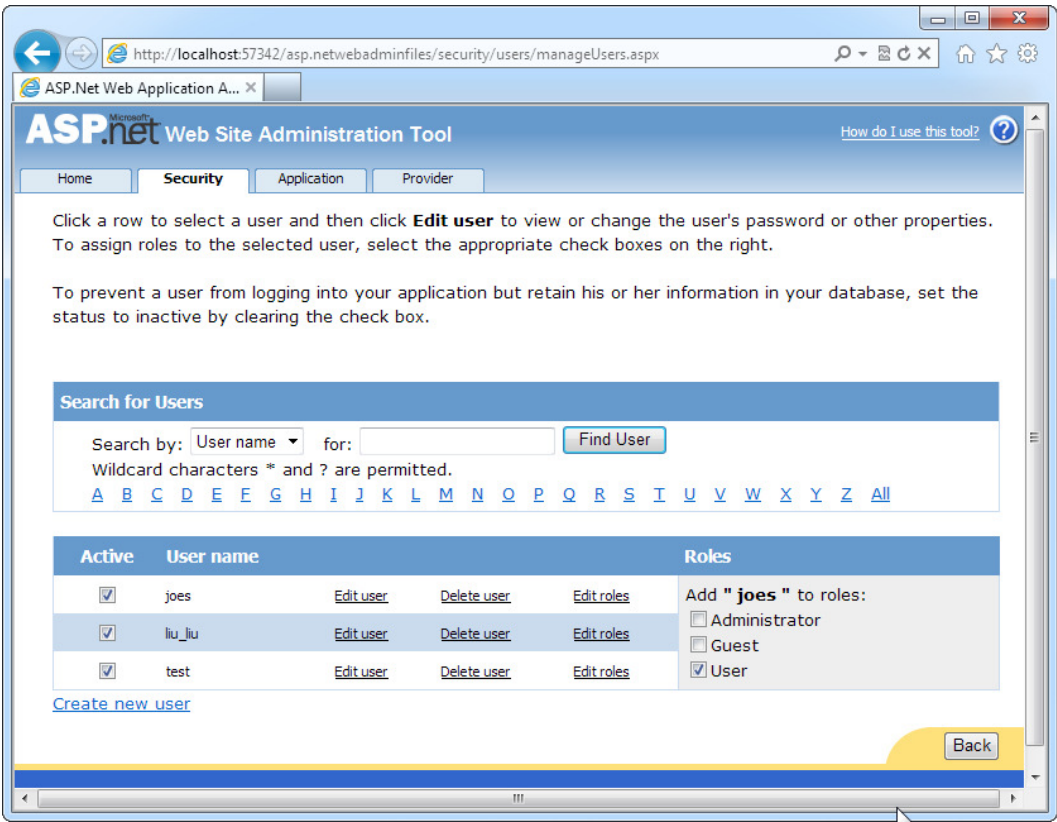 http://localhost:57342/asp.netwebadminfiles/security/users/manageUsers.aspx
ASP.Net Web Application A...
Microsoft
ASP.net Web Site Administration Tool
How do I use this tool? ?
Home Security Application Provider
Click a row to select a user and then click Edit user to view or change the user's password or other properties.
To assign roles to the selected user, select the appropriate check boxes on the right.
To prevent a user from logging into your application but retain his or her information in your database, set the
status to inactive by clearing the check box.
Search for Users
Search by: User name for: Find User
Wildcard characters * and ? are permitted.
A B C D E F G H I J K L M N O P Q R S T U V W X Y Z All
Active User name Roles
joes Edit user Delete user Edit roles Add " joes " to roles:
Administrator
liu_liu Edit user Delete user Edit roles
Guest
test Edit user Delete user Edit roles User
Create new user
Back